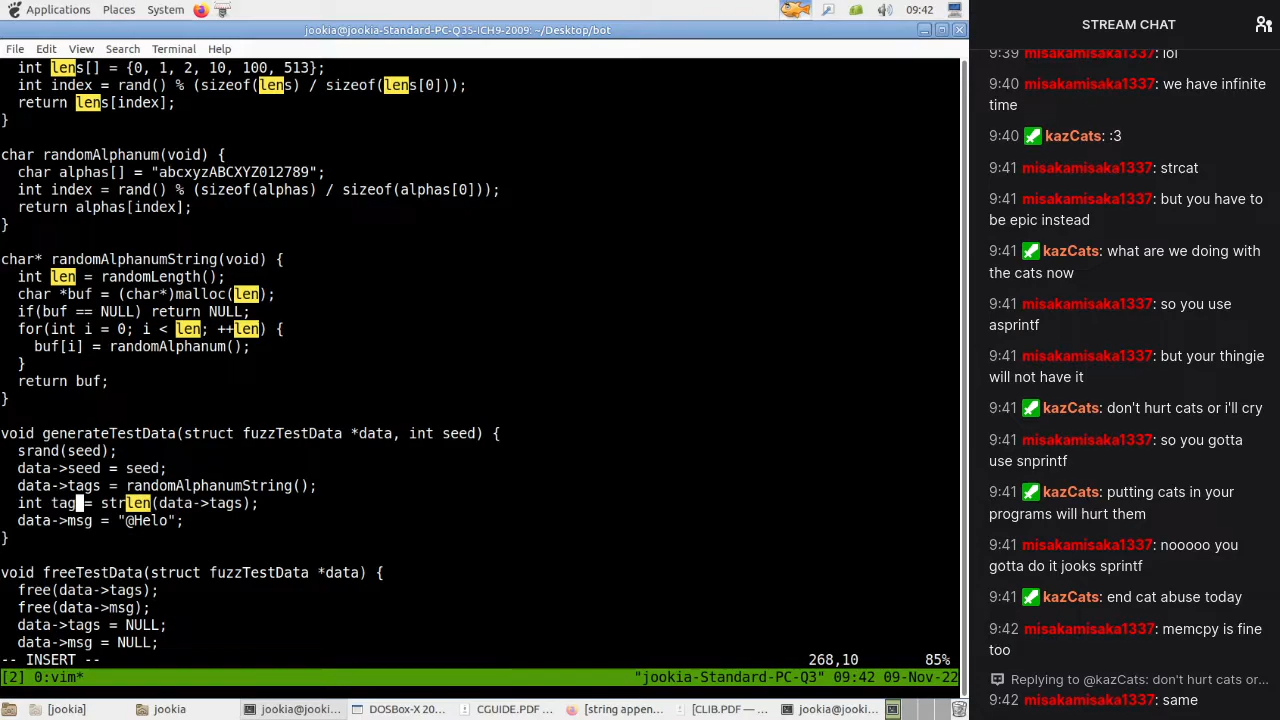 Applications Places System 09:42
jookia@jookia-Standard-PC-Q35-ICH9-2009: ~/Desktop/bot
File Edit View Search Terminal Help
int lens[] = {0, 1, 2, 10, 100, 513};
int index = rand() % (sizeof(lens) / sizeof(lens[0]));
return lens[index];
}
char randomAlphanum(void) {
char alphas[] = "abcxyzABCXYZ012789";
int index = rand() % (sizeof(alphas) / sizeof(alphas[0]));
return alphas[index];
}
char* randomAlphanumString(void) {
int len = randomLength();
char *buf = (char*)malloc(len);
if(buf == NULL) return NULL;
for(int i = 0; i < len; ++len) {
buf[i] = randomAlphanum();
}
return buf;
}
void generateTestData(struct fuzzTestData *data, int seed) {
srand(seed);
data->seed = seed;
data->tags = randomAlphanumString();
int tag = strlen(data->tags);
data->msg = "@Helo";
}
void freeTestData(struct fuzzTestData *data) {
free(data->tags);
free(data->msg);
data->tags = NULL;
data->msg = NULL;
-- INSERT -- 268,10 85%
[2] 0:vim* "jookia-Standard-PC-Q3" 09:42 09-Nov-22
[jookia] jookia jookia@jooki... DOSBox-X 20... CGUIDE.PDF ... [string appen... [CLIB.PDF — ... jookia@jooki...
STREAM CHAT
9:39 misakamisaka1337: lol
9:40 misakamisaka1337: we have infinite
time
9:40 kazCats: :3
9:41 misakamisaka1337: strcat
9:41 misakamisaka1337: but you have to
be epic instead
9:41 kazCats: what are we doing with
the cats now
9:41 misakamisaka1337: so you use
asprintf
9:41 misakamisaka1337: but your thingie
will not have it
9:41 kazCats: don't hurt cats or i'll cry
9:41 misakamisaka1337: so you gotta
use snprintf
9:41 kazCats: putting cats in your
programs will hurt them
9:41 misakamisaka1337: nooooo you
gotta do it jooks sprintf
9:41 kazCats: end cat abuse today
9:42 misakamisaka1337: memcpy is fine
too
Replying to @kazCats: don't hurt cats or...
9:42 misakamisaka1337: same